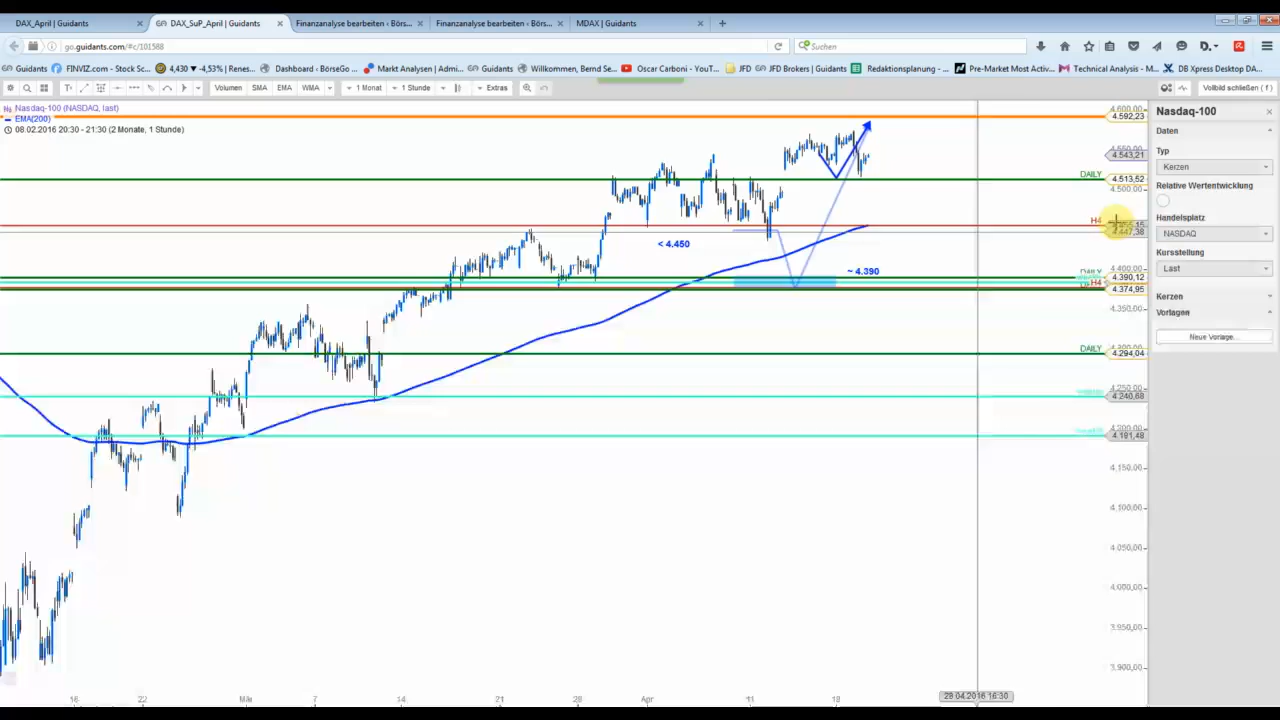 DAX_April | Guidants
DAX_SuP_April | Guidants
Finanzanalyse bearbeiten ‹ Börs...
Finanzanalyse bearbeiten ‹ Börs...
MDAX | Guidants
go.guidants.com/#c/101588
Suchen
Guidants
FINVIZ.com - Stock Sc...
4,430 ▼ -4,53% | Renes...
Dashboard ‹ BörseGo ...
Markt Analysen | Admi...
Guidants
Willkommen, Bernd Se...
Oscar Carboni - YouT...
JFD
JFD Brokers | Guidants
Redaktionsplanung - ...
Pre-Market Most Activ...
Technical Analysis - M...
DB Xpress Desktop DA...
Volumen
SMA
EMA
WMA
1 Monat
1 Stunde
Extras
Vollbild schließen ( f )
Nasdaq-100 (NASDAQ, last)
EMA(200)
08.02.2016 20:30 - 21:30 (2 Monate, 1 Stunde)
4.592,23
4.543,21
DAILY
4.513,52
4.500,00
H4
4.447,38
< 4.450
4.400,00
~ 4.390
DAILY
4.390,12
H4
4.374,95
4.350,00
DAILY
4.294,04
4.250,00
4.240,68
4.191,48
4.150,00
4.100,00
4.050,00
4.000,00
3.950,00
3.900,00
16
22
Mär
7
14
21
28
Apr
11
18
28.04.2016 16:30
Nasdaq-100
Daten
Typ
Kerzen
Relative Wertentwicklung
Handelsplatz
NASDAQ
Kursstellung
Last
Kerzen
Vorlagen
Neue Vorlage...